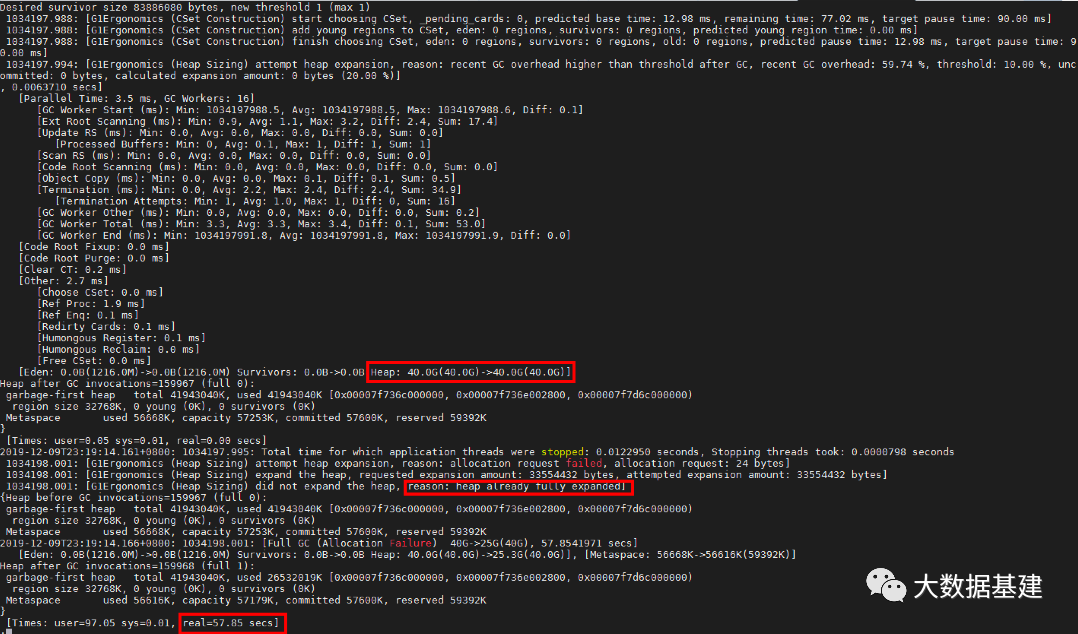 Desired survivor size 83886080 bytes, new threshold 1 (max 1)
1034197.988: [G1Ergonomics (CSet Construction) start choosing CSet, _pending_cards: 0, predicted base time: 12.98 ms, remaining time: 77.02 ms, target pause time: 90.00 ms]
1034197.988: [G1Ergonomics (CSet Construction) add young regions to CSet, eden: 0 regions, survivors: 0 regions, predicted young region time: 0.00 ms]
1034197.988: [G1Ergonomics (CSet Construction) finish choosing CSet, eden: 0 regions, survivors: 0 regions, old: 0 regions, predicted pause time: 12.98 ms, target pause time: 9
0.00 ms]
1034197.994: [G1Ergonomics (Heap Sizing) attempt heap expansion, reason: recent GC overhead higher than threshold after GC, recent GC overhead: 59.74 %, threshold: 10.00 %, unc
ommitted: 0 bytes, calculated expansion amount: 0 bytes (20.00 %)]
, 0.0063710 secs]
[Parallel Time: 3.5 ms, GC Workers: 16]
[GC Worker Start (ms): Min: 1034197988.5, Avg: 1034197988.5, Max: 1034197988.6, Diff: 0.1]
[Ext Root Scanning (ms): Min: 0.9, Avg: 1.1, Max: 3.2, Diff: 2.4, Sum: 17.4]
[Update RS (ms): Min: 0.0, Avg: 0.0, Max: 0.0, Diff: 0.0, Sum: 0.0]
[Processed Buffers: Min: 0, Avg: 0.1, Max: 1, Diff: 1, Sum: 1]
[Scan RS (ms): Min: 0.0, Avg: 0.0, Max: 0.0, Diff: 0.0, Sum: 0.0]
[Code Root Scanning (ms): Min: 0.0, Avg: 0.0, Max: 0.0, Diff: 0.0, Sum: 0.0]
[Object Copy (ms): Min: 0.0, Avg: 0.0, Max: 0.1, Diff: 0.1, Sum: 0.5]
[Termination (ms): Min: 0.0, Avg: 2.2, Max: 2.4, Diff: 2.4, Sum: 34.9]
[Termination Attempts: Min: 1, Avg: 1.0, Max: 1, Diff: 0, Sum: 16]
[GC Worker Other (ms): Min: 0.0, Avg: 0.0, Max: 0.0, Diff: 0.0, Sum: 0.2]
[GC Worker Total (ms): Min: 3.3, Avg: 3.3, Max: 3.4, Diff: 0.1, Sum: 53.0]
[GC Worker End (ms): Min: 1034197991.8, Avg: 1034197991.8, Max: 1034197991.9, Diff: 0.0]
[Code Root Fixup: 0.0 ms]
[Code Root Purge: 0.0 ms]
[Clear CT: 0.2 ms]
[Other: 2.7 ms]
[Choose CSet: 0.0 ms]
[Ref Proc: 1.9 ms]
[Ref Enq: 0.1 ms]
[Redirty Cards: 0.1 ms]
[Humongous Register: 0.1 ms]
[Humongous Reclaim: 0.0 ms]
[Free CSet: 0.0 ms]
[Eden: 0.0B(1216.0M)->0.0B(1216.0M) Survivors: 0.0B->0.0B Heap: 40.0G(40.0G)->40.0G(40.0G)]
Heap after GC invocations=159967 (full 0):
garbage-first heap total 41943040K, used 41943040K [0x00007f736c000000, 0x00007f736e002800, 0x00007f7d6c000000)
region size 32768K, 0 young (0K), 0 survivors (0K)
Metaspace used 56668K, capacity 57253K, committed 57600K, reserved 59392K
}
[Times: user=0.05 sys=0.01, real=0.00 secs]
2019-12-09T23:19:14.161+0800: 1034197.995: Total time for which application threads were stopped: 0.0122950 seconds, Stopping threads took: 0.0000798 seconds
1034198.001: [G1Ergonomics (Heap Sizing) attempt heap expansion, reason: allocation request failed, allocation request: 24 bytes]
1034198.001: [G1Ergonomics (Heap Sizing) expand the heap, requested expansion amount: 33554432 bytes, attempted expansion amount: 33554432 bytes]
1034198.001: [G1Ergonomics (Heap Sizing) did not expand the heap, reason: heap already fully expanded]
{Heap before GC invocations=159967 (full 0):
garbage-first heap total 41943040K, used 41943040K [0x00007f736c000000, 0x00007f736e002800, 0x00007f7d6c000000)
region size 32768K, 0 young (0K), 0 survivors (0K)
Metaspace used 56668K, capacity 57253K, committed 57600K, reserved 59392K
2019-12-09T23:19:14.166+0800: 1034198.001: [Full GC (Allocation Failure) 40G->25G(40G), 57.8541971 secs]
[Eden: 0.0B(1216.0M)->0.0B(1216.0M) Survivors: 0.0B->0.0B Heap: 40.0G(40.0G)->25.3G(40.0G)], [Metaspace: 56668K->56616K(59392K)]
Heap after GC invocations=159968 (full 1):
garbage-first heap total 41943040K, used 26532019K [0x00007f736c000000, 0x00007f736e002800, 0x00007f7d6c000000)
region size 32768K, 0 young (0K), 0 survivors (0K)
Metaspace used 56616K, capacity 57179K, committed 57600K, reserved 59392K
}
[Times: user=97.05 sys=0.01, real=57.85 secs]
大数据基建